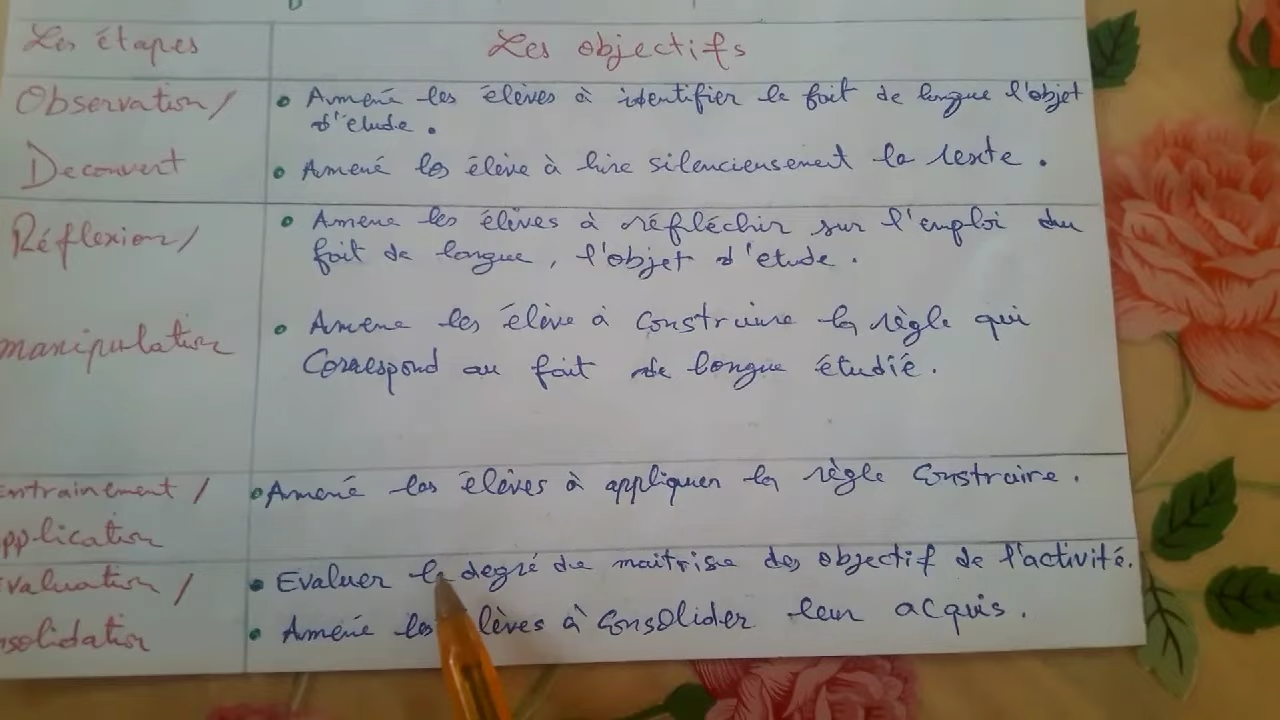 Les étapes
Les objectifs
Observation /
Decouvert
• Amené les élèves à identifier le fait de langue l'objet
d'étude.
• Amené les élève à lire silencieusement le texte.
Réflexion /
manipulation
• Amene les élèves à réfléchir sur l'emploi du
fait de langue, l'objet d'etude.
• Amene les élève à construire la règle qui
Correspond au fait de langue étudié.
Entrainement /
pplication
• Amené les élèves à appliquer la règle Construire.
valuation /
nsolidation
• Evaluer le degré de maitrise des objectif de l'activité.
• Amené les lèves à Consolider leur acquis.